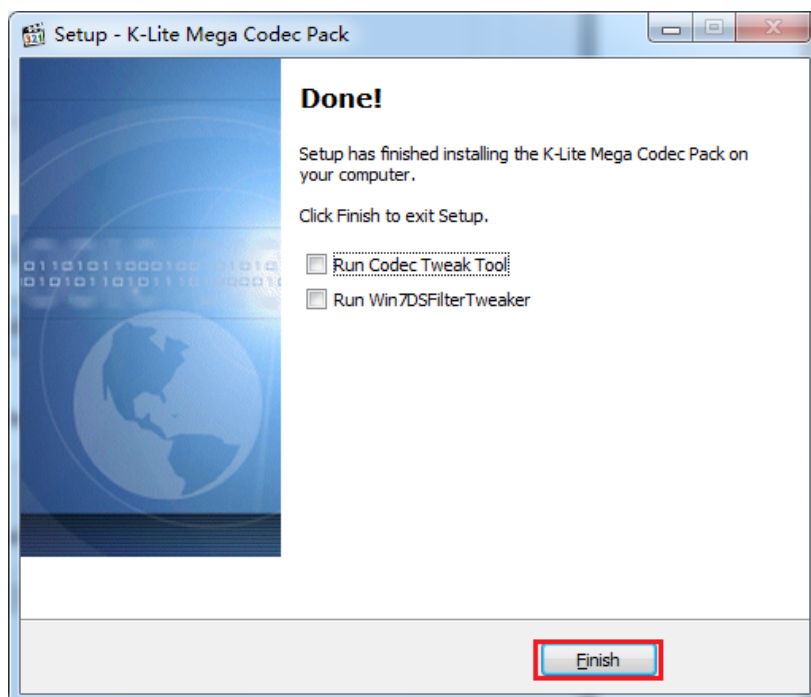 Setup - K-Lite Mega Codec Pack
Done!
Setup has finished installing the K-Lite Mega Codec Pack on
your computer.
Click Finish to exit Setup.
Run Codec Tweak Tool
Run Win7DSFilterTweaker
Finish